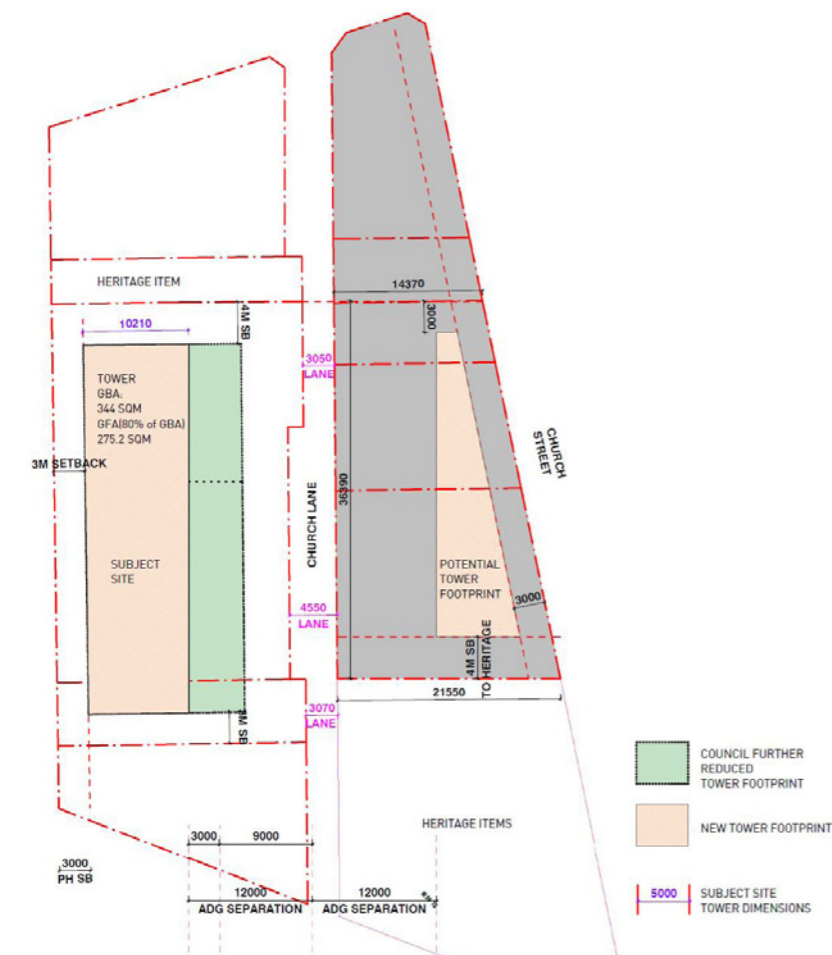 HERITAGE ITEM
14370
10210
4M SB
3000
3050
LANE
TOWER
GBA:
344 SQM
GFA(80% of GBA)
275.2 SQM
CHURCH
STREET
3M SETBACK
36390
CHURCH LANE
SUBJECT
SITE
POTENTIAL
TOWER
FOOTPRINT
3000
4550
LANE
4M SB
TO HERITAGE
21550
3070
LANE
3M SB
COUNCIL FURTHER
REDUCED
TOWER FOOTPRINT
HERITAGE ITEMS
NEW TOWER FOOTPRINT
3000
9000
3000
PH SB
12000
12000
ADG SEPARATION
ADG SEPARATION
5000
SUBJECT SITE
TOWER DIMENSIONS